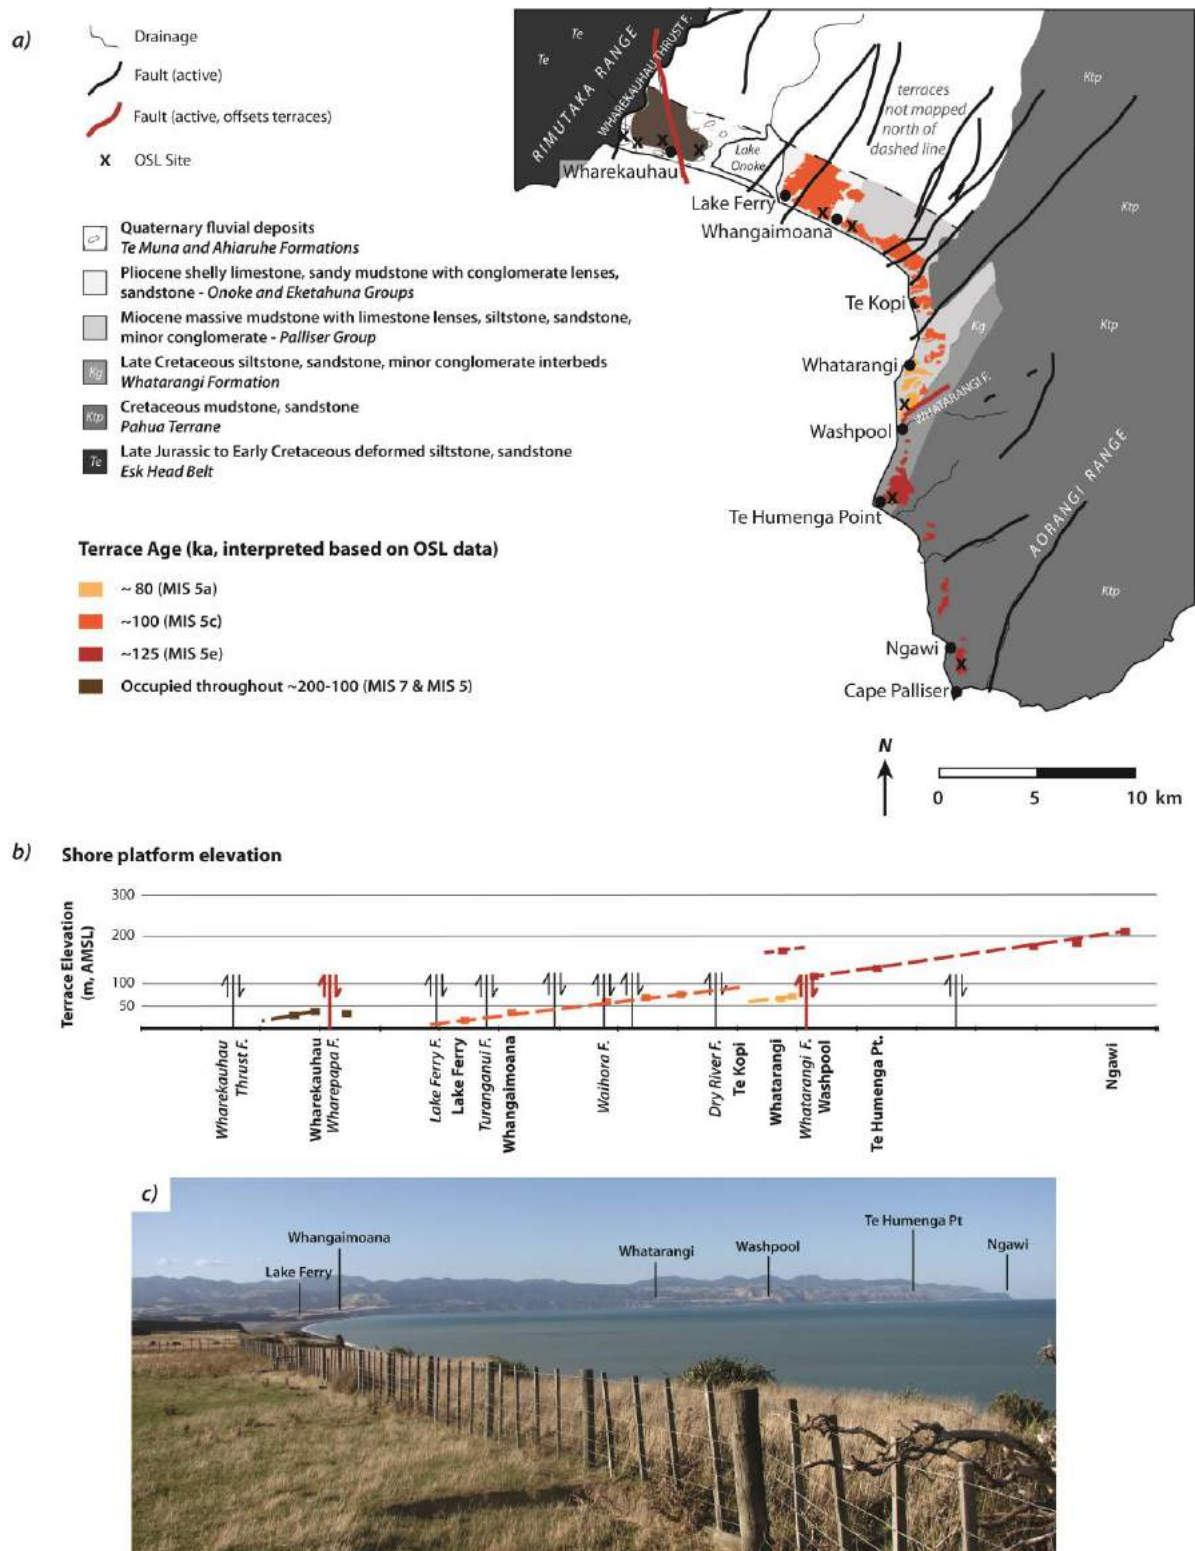 a)
Drainage
Fault (active)
Fault (active, offsets terraces)
X OSL Site
Quaternary fluvial deposits
Te Muna and Ahiaruhe Formations
Pliocene shelly limestone, sandy mudstone with conglomerate lenses,
sandstone - Onoke and Eketahuna Groups
Miocene massive mudstone with limestone lenses, siltstone, sandstone,
minor conglomerate - Palliser Group
Kg
Late Cretaceous siltstone, sandstone, minor conglomerate interbeds
Whatarangi Formation
Ktp
Cretaceous mudstone, sandstone
Pahua Terrane
Te
Late Jurassic to Early Cretaceous deformed siltstone, sandstone
Esk Head Belt
Terrace Age (ka, interpreted based on OSL data)
~ 80 (MIS 5a)
~100 (MIS 5c)
~125 (MIS 5e)
Occupied throughout ~200-100 (MIS 7 & MIS 5)
Te
Te
RIMUTAKA RANGE
WHAREKAUHAU THRUST F.
terraces
not mapped
north of
dashed line
Ktp
Ktp
Ktp
Ktp
Kg
X
X
X
X
X
X
X
X
X
Lake
Onoke
Wharekauhau
Lake Ferry
Whangaimoana
Te Kopi
Whatarangi
WHATARANGI F.
Washpool
Te Humenga Point
AORANGI RANGE
Ngawi
Cape Palliser
N
0 5 10 km
b) Shore platform elevation
Terrace Elevation
(m, AMSL)
300
200
100
50
Wharekauhau
Thrust F.
Wharekauhau
Wharepapa F.
Lake Ferry F.
Lake Ferry
Turanganui F.
Whangaimoana
Waihora F.
Dry River F.
Te Kopi
Whatarangi
Whatarangi F.
Washpool
Te Humenga Pt.
Ngawi
c)
Lake Ferry
Whangaimoana
Whatarangi
Washpool
Te Humenga Pt
Ngawi